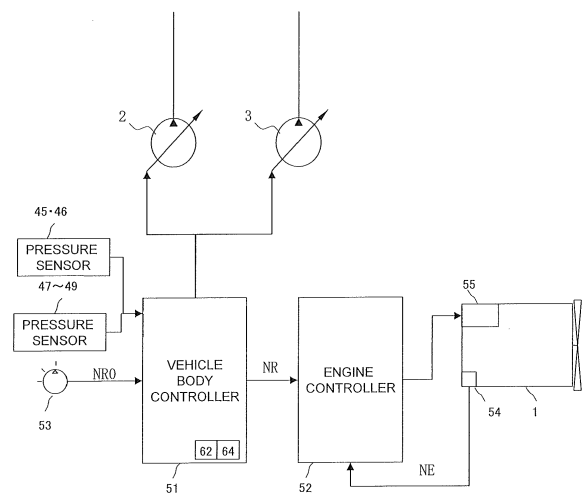 2
3
45・46
PRESSURE
SENSOR
47～49
PRESSURE
SENSOR
NR0
53
VEHICLE
BODY
CONTROLLER
62 64
51
NR
ENGINE
CONTROLLER
52
55
54
1
NE